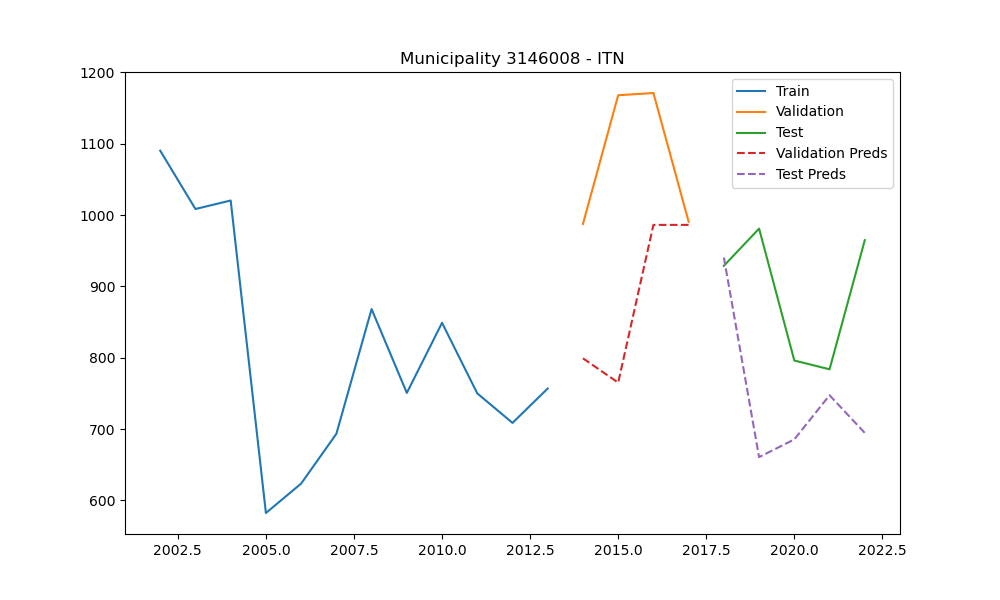 Municipality 3146008 - ITN
1200
1100
1000
900
800
700
600
Train
Validation
Test
Validation Preds
Test Preds
2002.5 2005.0 2007.5 2010.0 2012.5 2015.0 2017.5 2020.0 2022.5